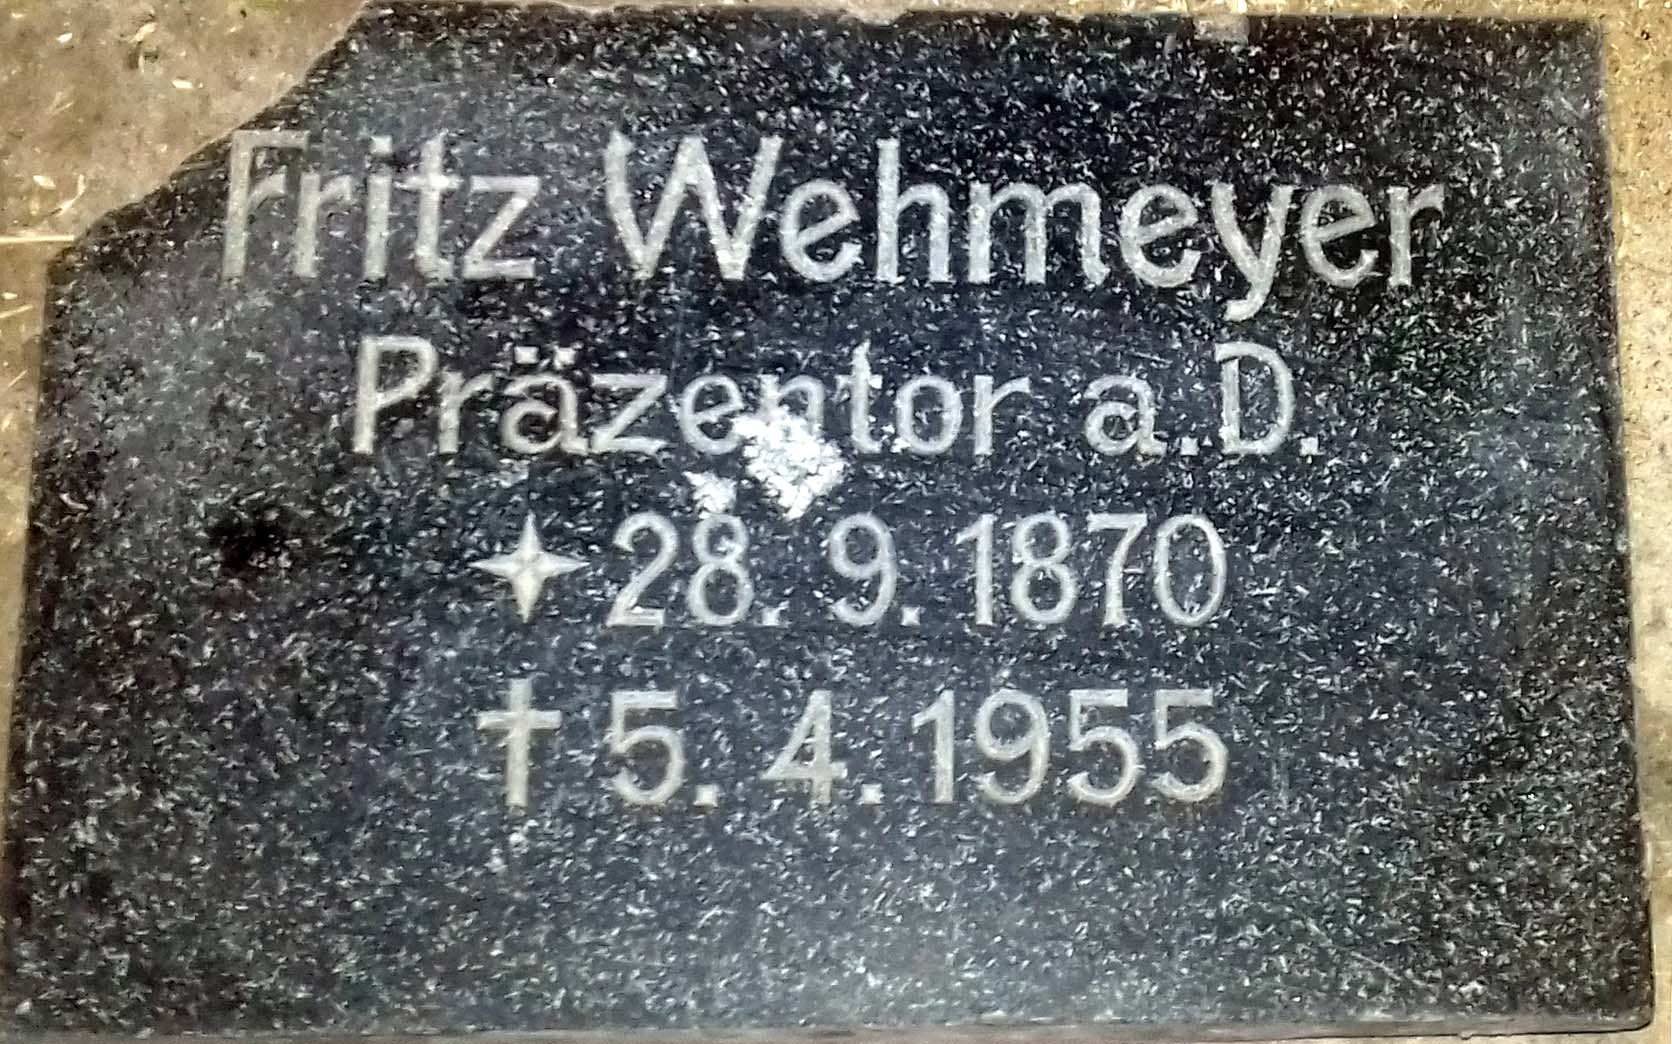 Fritz Wehmeyer
Präzentor a.D.
✦ 28. 9. 1870
† 5. 4. 1955